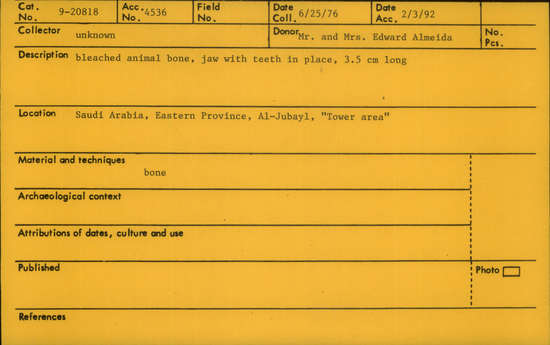 Cat. No. 9-20818 Acc. No. 4536 Field No. Date Coll. 6/25/76 Date Acc. 2/3/92
Collector unknown Donor Mr. and Mrs. Edward Almeida No. Pcs.
Description bleached animal bone, jaw with teeth in place, 3.5 cm long
Location Saudi Arabia, Eastern Province, Al-Jubayl, "Tower area"
Material and techniques
bone
Archaeological context
Attributions of dates, culture and use
Published Photo
References